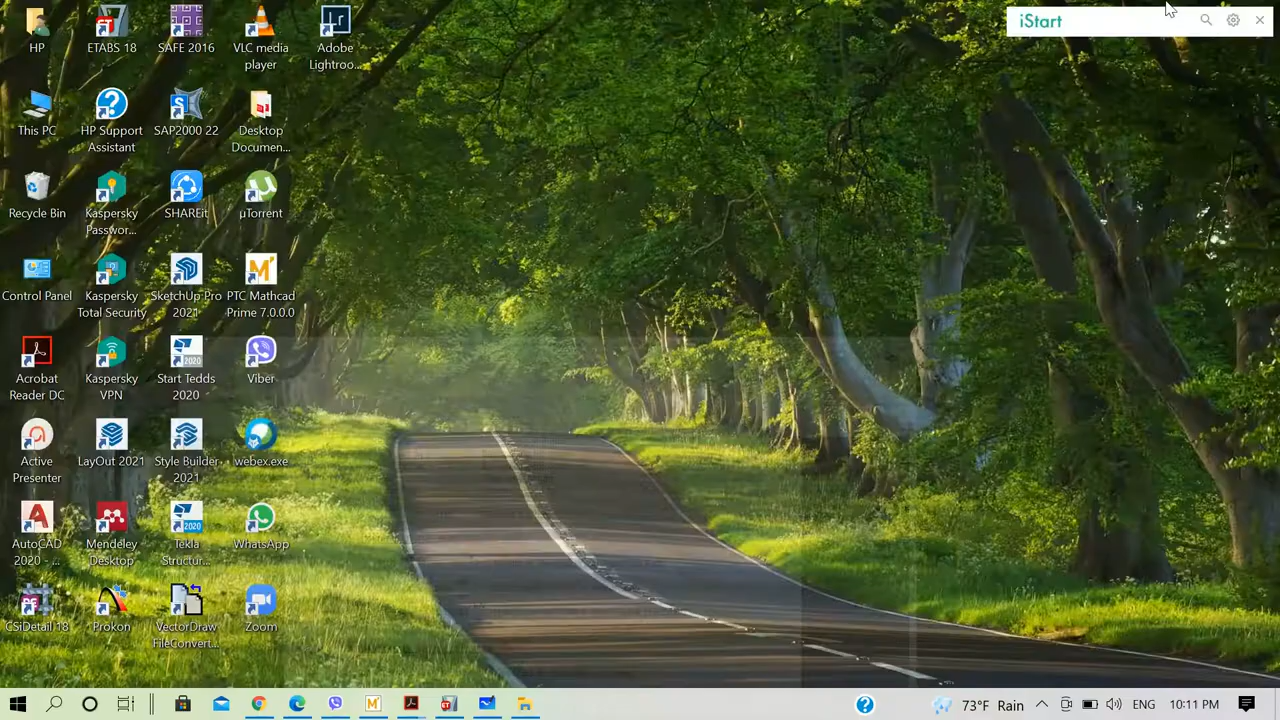 iStart
HP
ETABS 18
SAFE 2016
VLC media
player
Adobe
Lightroo...
This PC
HP Support
Assistant
SAP2000 22
Desktop
Documen...
Recycle Bin
Kaspersky
Passwor...
SHAREit
µTorrent
Control Panel
Kaspersky
Total Security
SketchUp Pro
2021
PTC Mathcad
Prime 7.0.0.0
Acrobat
Reader DC
Kaspersky
VPN
2020
Start Tedds
2020
Viber
Active
Presenter
LayOut 2021
Style Builder
2021
webex.exe
AutoCAD
2020 - ...
Mendeley
Desktop
2020
Tekla
Structur...
WhatsApp
CSiDetail 18
Prokon
VectorDraw
FileConvert...
Zoom
73°F Rain
ENG
10:11 PM